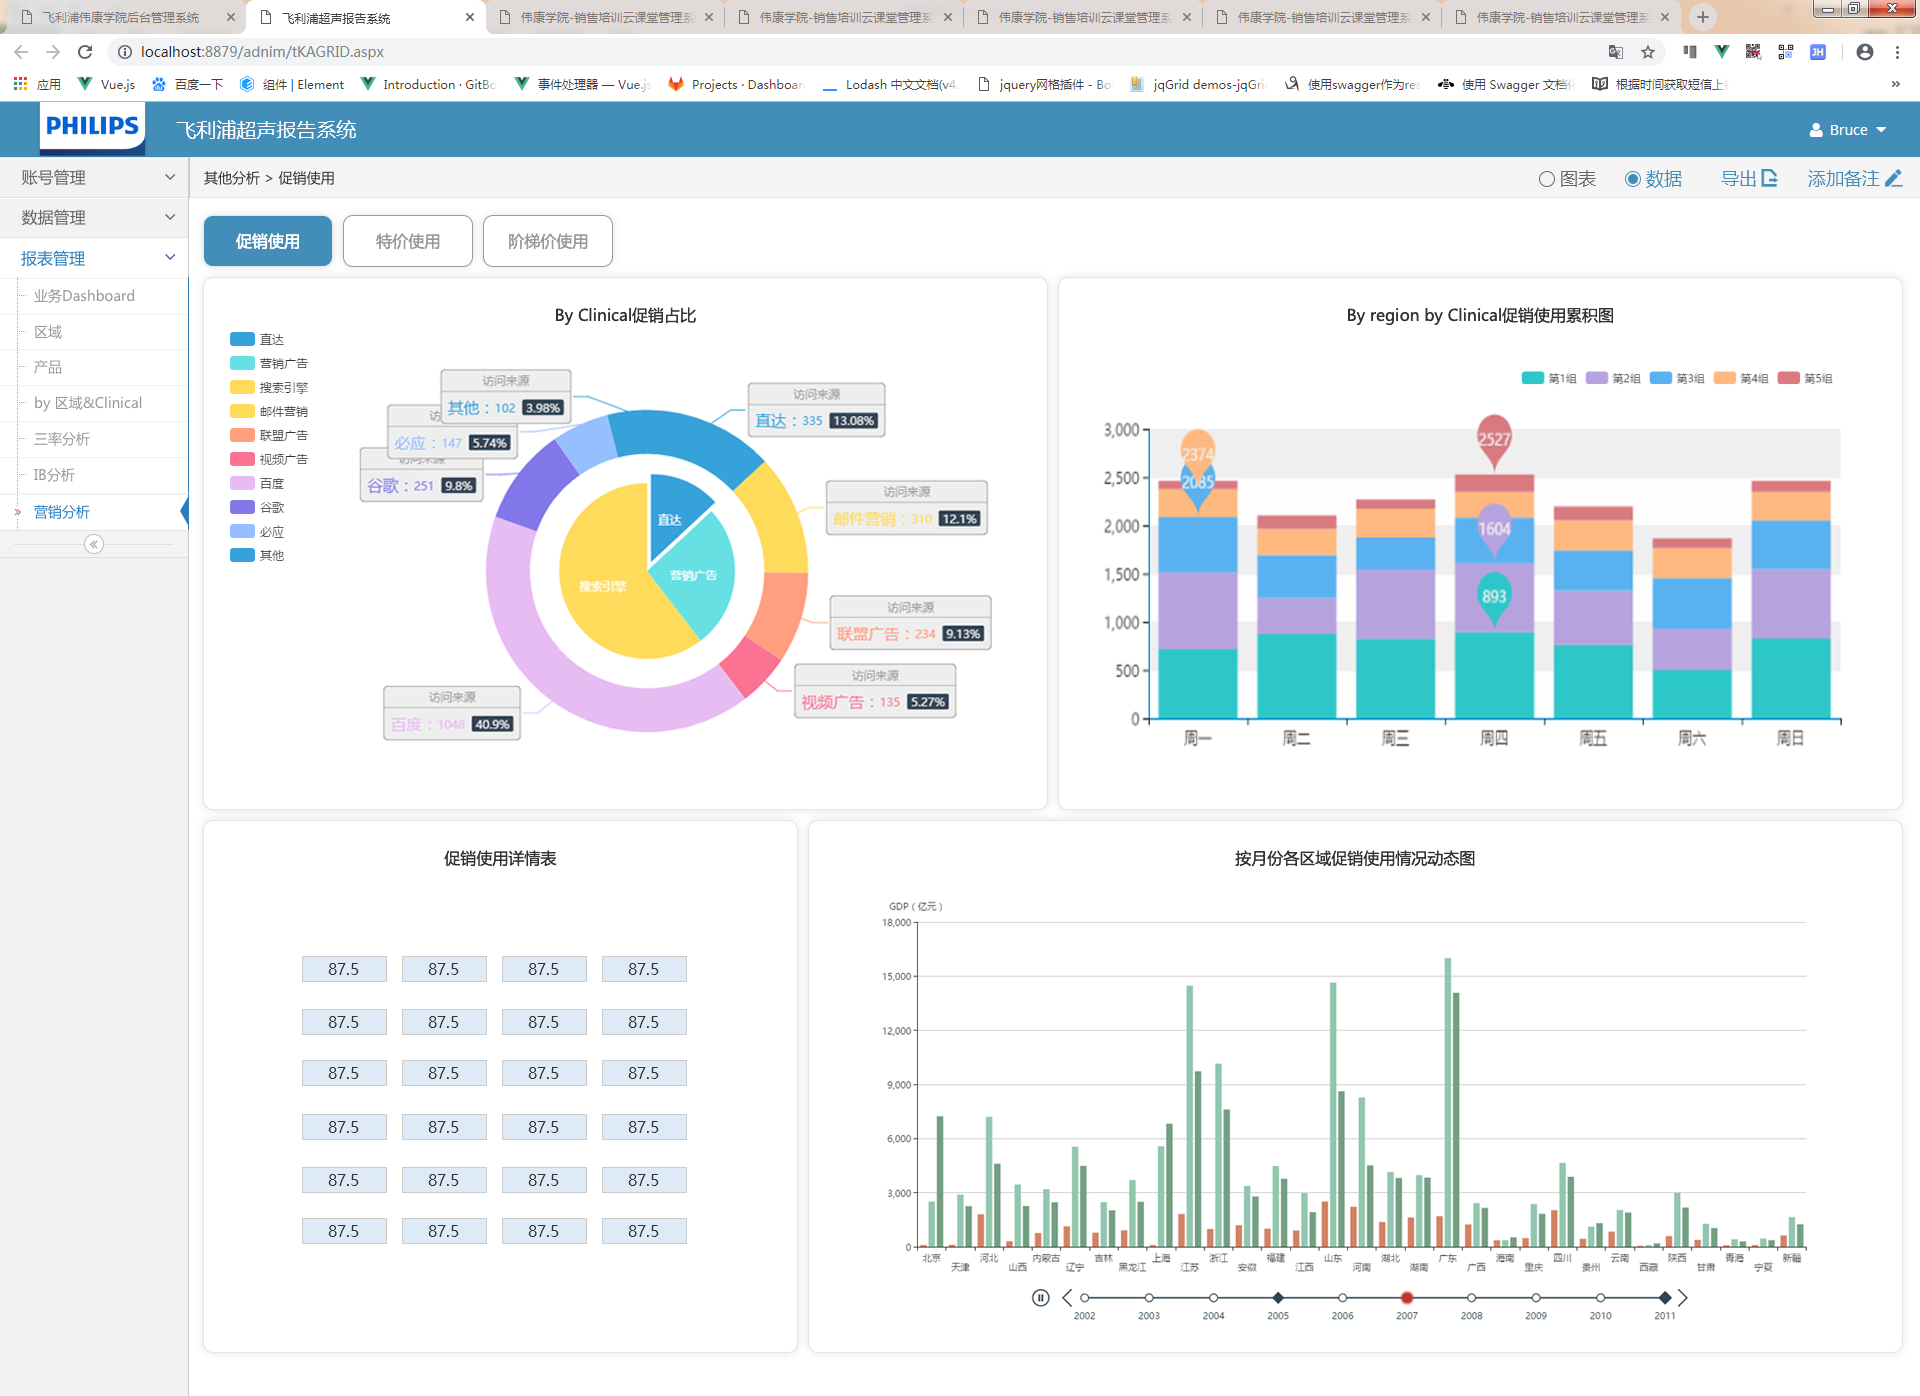 飞利浦伟康学院后台管理系统
飞利浦超声报告系统
伟康学院-销售培训云课堂管理系
伟康学院-销售培训云课堂管理系
伟康学院-销售培训云课堂管理系
伟康学院-销售培训云课堂管理系
伟康学院-销售培训云课堂管理系
localhost:8879/adnim/tKAGRID.aspx
JH
应用
Vue.js
百度一下
组件 | Element
Introduction · GitBo
事件处理器 — Vue.js
Projects · Dashboar
Lodash 中文文档(v4.
jquery网格插件 - Bo
jqGrid demos-jqGri
使用swagger作为res
使用 Swagger 文档化
根据时间获取短信上
PHILIPS
飞利浦超声报告系统
Bruce
账号管理
数据管理
报表管理
业务Dashboard
区域
产品
by 区域&Clinical
三率分析
IB分析
营销分析
其他分析 > 促销使用
图表
数据
导出
添加备注
促销使用
特价使用
阶梯价使用
By Clinical促销占比
直达
营销广告
搜索引擎
邮件营销
联盟广告
视频广告
百度
谷歌
必应
其他
访问来源
其他：102 3.98%
访
必应：147 5.74%
访问来源
谷歌：251 9.8%
访问来源
直达：335 13.08%
访问来源
邮件营销：310 12.1%
访问来源
联盟广告：234 9.13%
访问来源
视频广告：135 5.27%
访问来源
百度：1048 40.9%
直达
营销广告
搜索引擎
By region by Clinical促销使用累积图
第1组 第2组 第3组 第4组 第5组
3,000
2,500
2,000
1,500
1,000
500
0
2374
2085
2527
1604
893
周一 周二 周三 周四 周五 周六 周日
促销使用详情表
87.5 87.5 87.5 87.5
87.5 87.5 87.5 87.5
87.5 87.5 87.5 87.5
87.5 87.5 87.5 87.5
87.5 87.5 87.5 87.5
87.5 87.5 87.5 87.5
按月份各区域促销使用情况动态图
GDP（亿元）
18,000
15,000
12,000
9,000
6,000
3,000
0
北京 天津 河北 山西 内蒙古 辽宁 吉林 黑龙江 上海 江苏 浙江 安徽 福建 江西 山东 河南 湖北 湖南 广东 广西 海南 重庆 四川 贵州 云南 西藏 陕西 甘肃 青海 宁夏 新疆
2002 2003 2004 2005 2006 2007 2008 2009 2010 2011